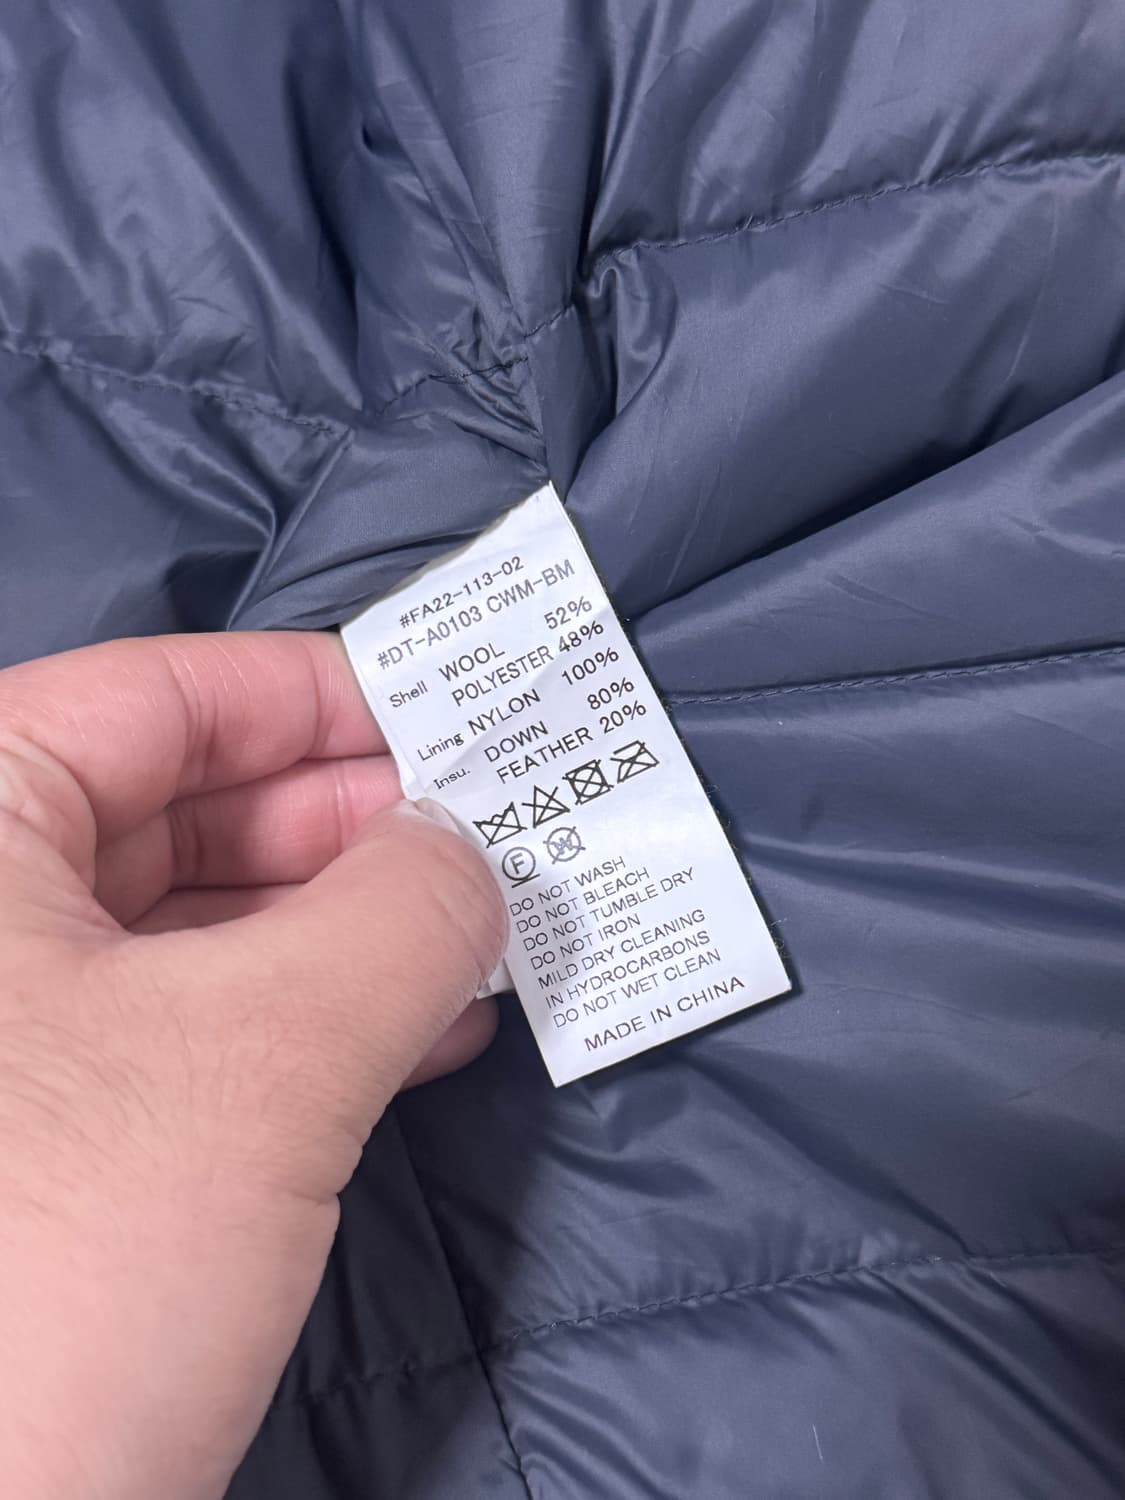 #FA22-113-02
#DT-A0103 CWM-BM
Shell WOOL 52%
POLYESTER 48%
Lining NYLON 100%
Insu. DOWN 80%
FEATHER 20%
F W
DO NOT WASH
DO NOT BLEACH
DO NOT TUMBLE DRY
DO NOT IRON
MILD DRY CLEANING
IN HYDROCARBONS
DO NOT WET CLEAN
MADE IN CHINA